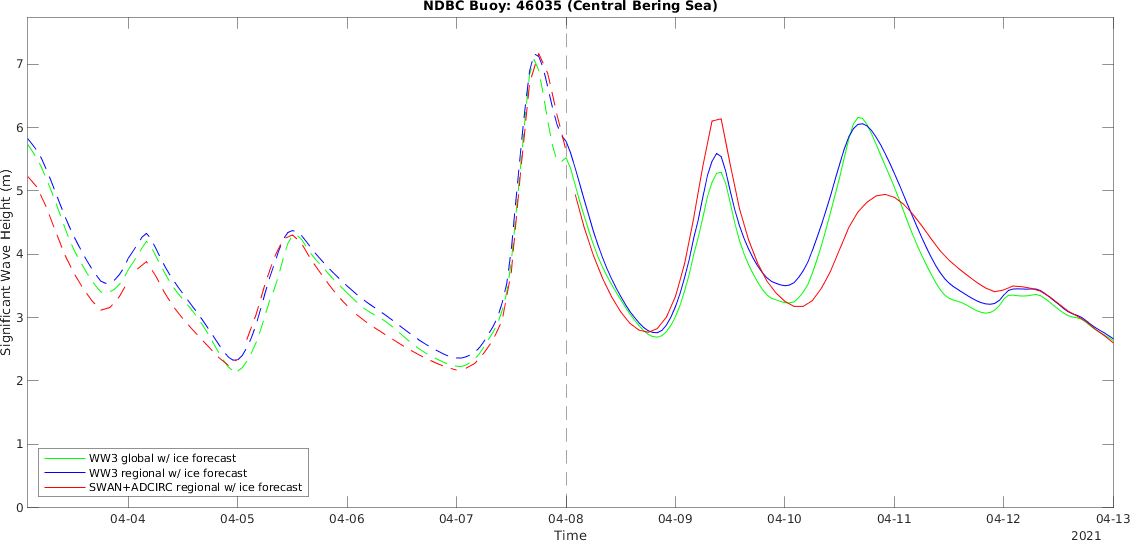 NDBC Buoy: 46035 (Central Bering Sea)
Significant Wave Height (m)
7
6
5
4
3
2
1
0
WW3 global w/ ice forecast
WW3 regional w/ ice forecast
SWAN+ADCIRC regional w/ ice forecast
04-04 04-05 04-06 04-07 04-08 04-09 04-10 04-11 04-12 04-13
Time
2021